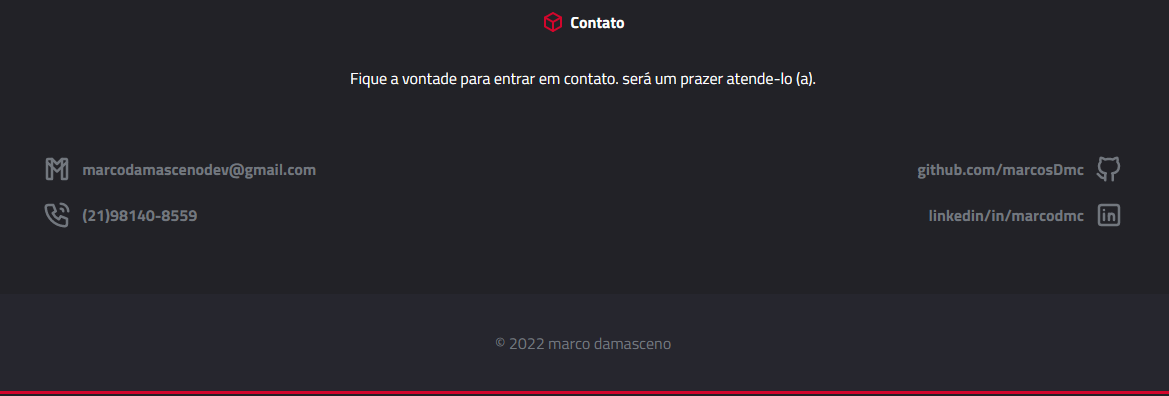 Contato
Fique a vontade para entrar em contato. será um prazer atende-lo (a).
marcodamascenodev@gmail.com
github.com/marcosDmc
(21)98140-8559
linkedin/in/marcodmc
© 2022 marco damasceno